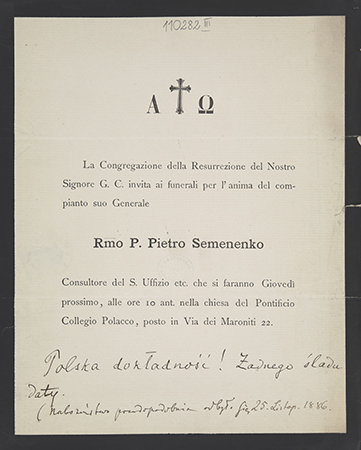 110282 III
Α Ω
La Congregazione della Resurrezione del Nostro
Signore G. C. invita ai funerali per l'anima del com-
pianto suo Generale
Rmo P. Pietro Semenenko
Consultore del S. Uffizio etc. che si faranno Giovedì
prossimo, alle ore 10 ant. nella chiesa del Pontificio
Collegio Polacco, posto in Via dei Maroniti 22.
Polska dokładność! Żadnego śladu
daty.
(nabożeństwo prawdopodobnie odbyło się 25 Listop. 1886.